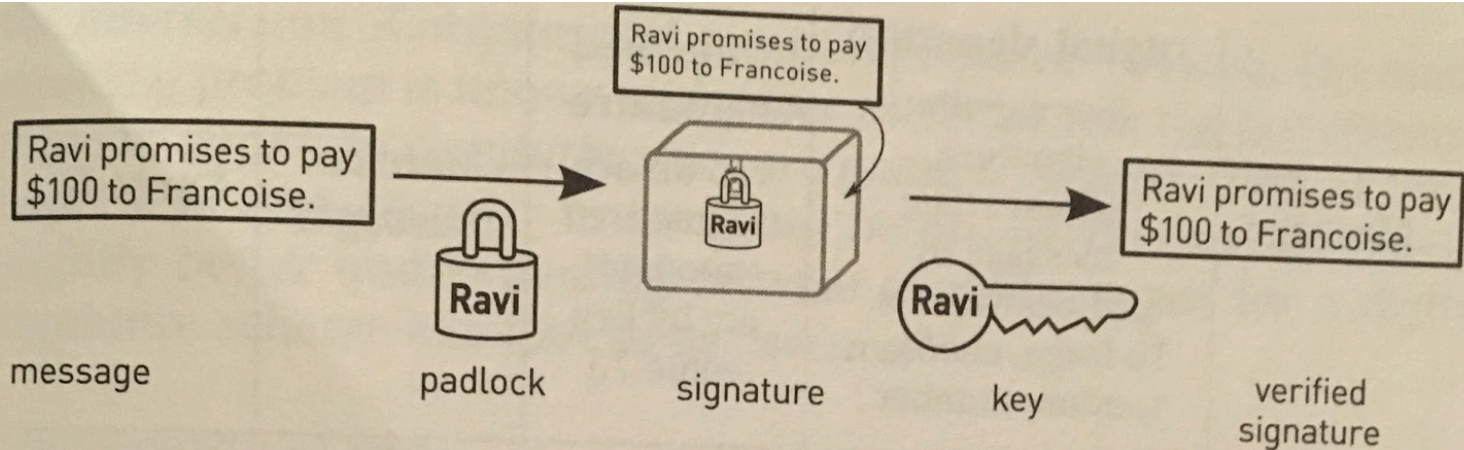 Ravi promises to pay
$100 to Francoise.
Ravi promises to pay
$100 to Francoise.
Ravi promises to pay
$100 to Francoise.
Ravi
Ravi
Ravi
message
padlock
signature
key
verified
signature